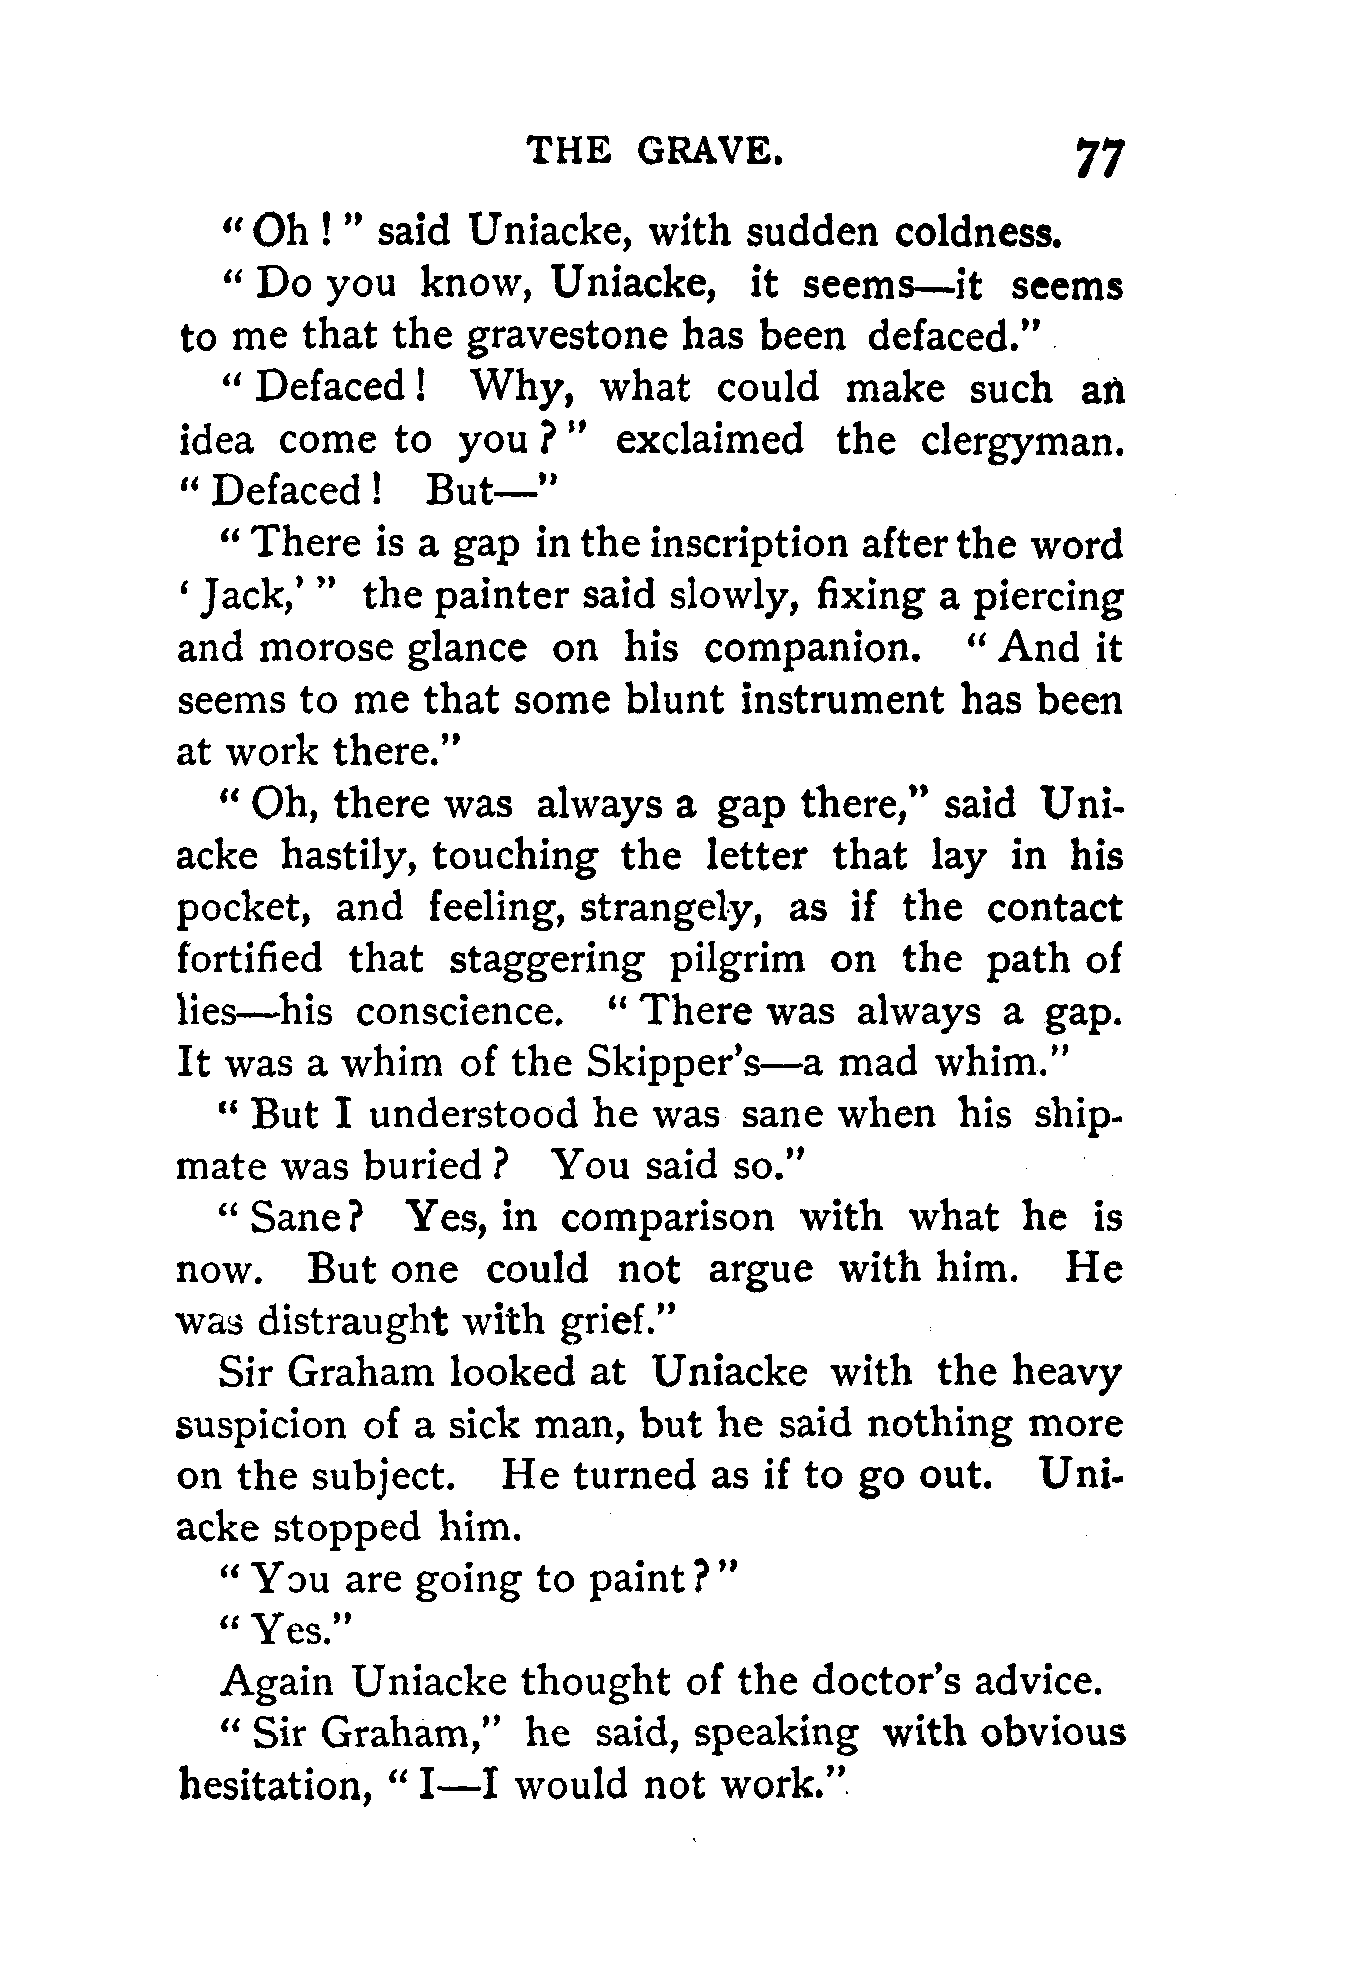 THE GRAVE. 77
“ Oh ! ” said Uniacke, with sudden coldness.
“ Do you know, Uniacke, it seems—it seems
to me that the gravestone has been defaced.”
“ Defaced ! Why, what could make such an
idea come to you ? ” exclaimed the clergyman.
“ Defaced ! But—”
“ There is a gap in the inscription after the word
‘ Jack,’ ” the painter said slowly, fixing a piercing
and morose glance on his companion. “ And it
seems to me that some blunt instrument has been
at work there.”
“ Oh, there was always a gap there,” said Uni-
acke hastily, touching the letter that lay in his
pocket, and feeling, strangely, as if the contact
fortified that staggering pilgrim on the path of
lies—his conscience. “ There was always a gap.
It was a whim of the Skipper’s—a mad whim.”
“ But I understood he was sane when his ship-
mate was buried ? You said so.”
“ Sane ? Yes, in comparison with what he is
now. But one could not argue with him. He
was distraught with grief.”
Sir Graham looked at Uniacke with the heavy
suspicion of a sick man, but he said nothing more
on the subject. He turned as if to go out. Uni-
acke stopped him.
“ You are going to paint ? ”
“ Yes.”
Again Uniacke thought of the doctor’s advice.
“ Sir Graham,” he said, speaking with obvious
hesitation, “ I—I would not work.”